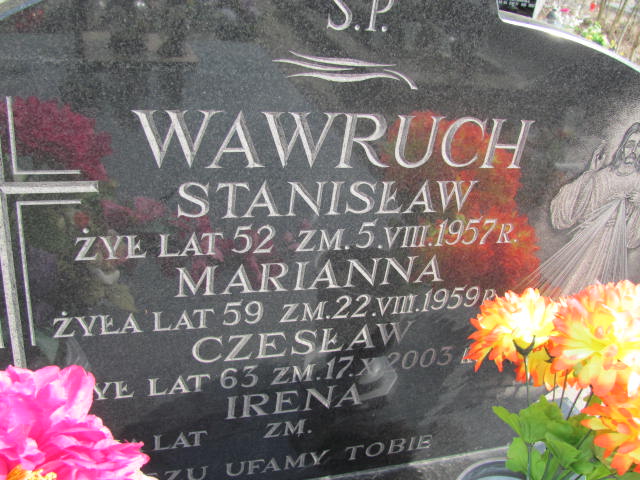 Ś.P.
WAWRUCH
STANISŁAW
ŻYŁ LAT 52 ZM. 5.VIII.1957 R.
MARIANNA
ŻYŁA LAT 59 ZM. 22.VIII.1959 R.
CZESŁAW
LAT 63 ZM. 2003
IRENA
LAT ZM.
UFAMY TOBIE